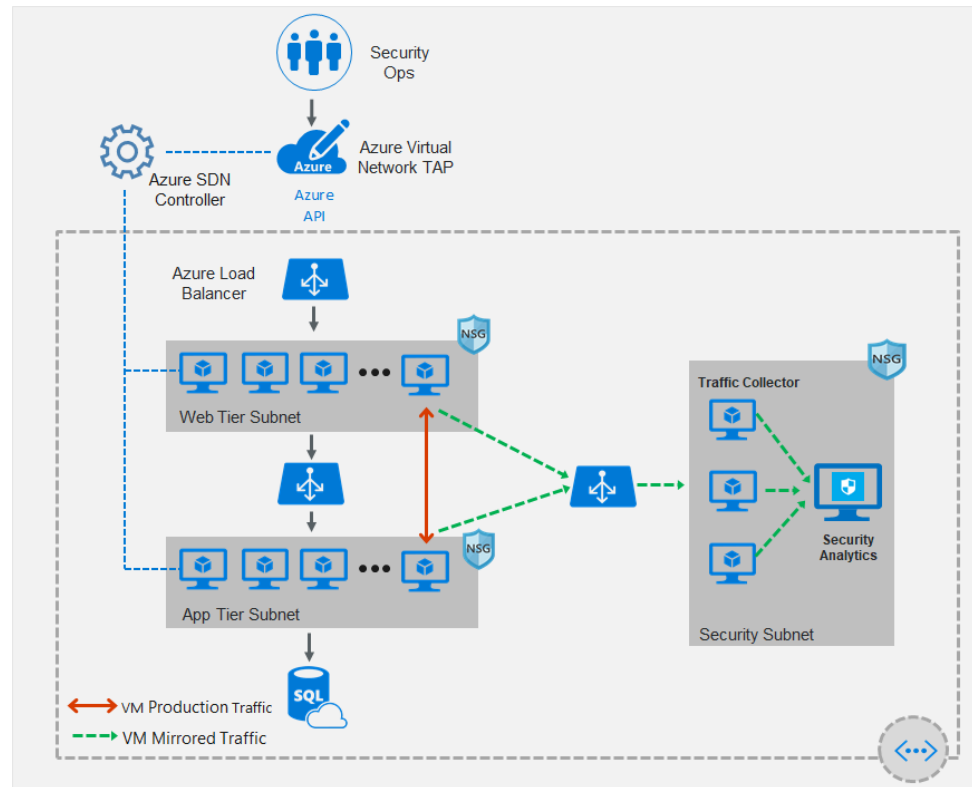 Security
Ops
Azure
Azure Virtual
Network TAP
Azure SDN
Controller
Azure
API
Azure Load
Balancer
NSG
Web Tier Subnet
NSG
App Tier Subnet
SQL
NSG
Traffic Collector
Security
Analytics
Security Subnet
VM Production Traffic
VM Mirrored Traffic